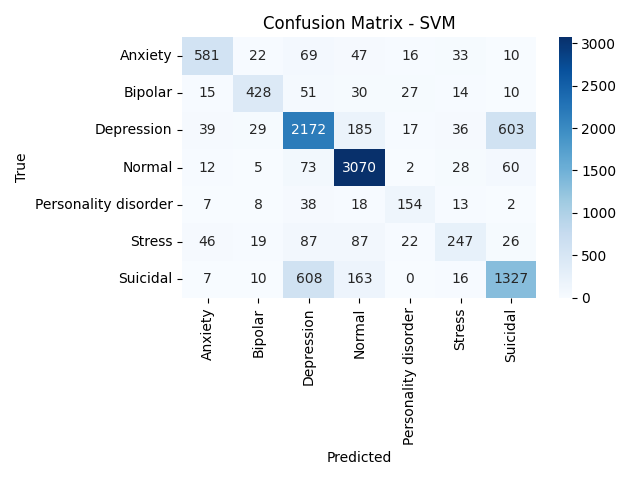 Confusion Matrix - SVM
Anxiety 581 22 69 47 16 33 10
Bipolar 15 428 51 30 27 14 10
Depression 39 29 2172 185 17 36 603
Normal 12 5 73 3070 2 28 60
Personality disorder 7 8 38 18 154 13 2
Stress 46 19 87 87 22 247 26
Suicidal 7 10 608 163 0 16 1327
True
Anxiety Bipolar Depression Normal Personality disorder Stress Suicidal
Predicted
3000
2500
2000
1500
1000
500
0